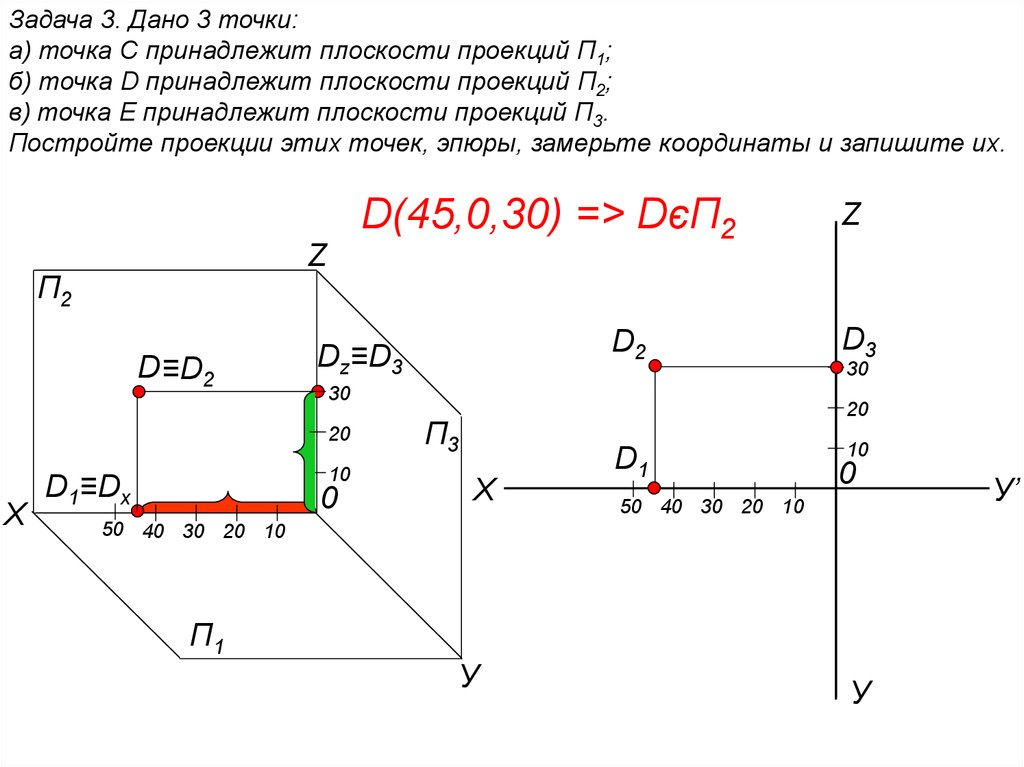 Задача 3. Дано 3 точки:
а) точка С принадлежит плоскости проекций П1;
б) точка D принадлежит плоскости проекций П2;
в) точка Е принадлежит плоскости проекций П3.
Постройте проекции этих точек, эпюры, замерьте координаты и запишите их.
D(45,0,30) => DєП2
Z
П2
D≡D2
Dz≡D3
30
20
10
0
П3
D1≡Dx
X
50 40 30 20 10
П1
У
Z
D2
D3
30
20
10
0
D1
X
У’
50 40 30 20 10
У